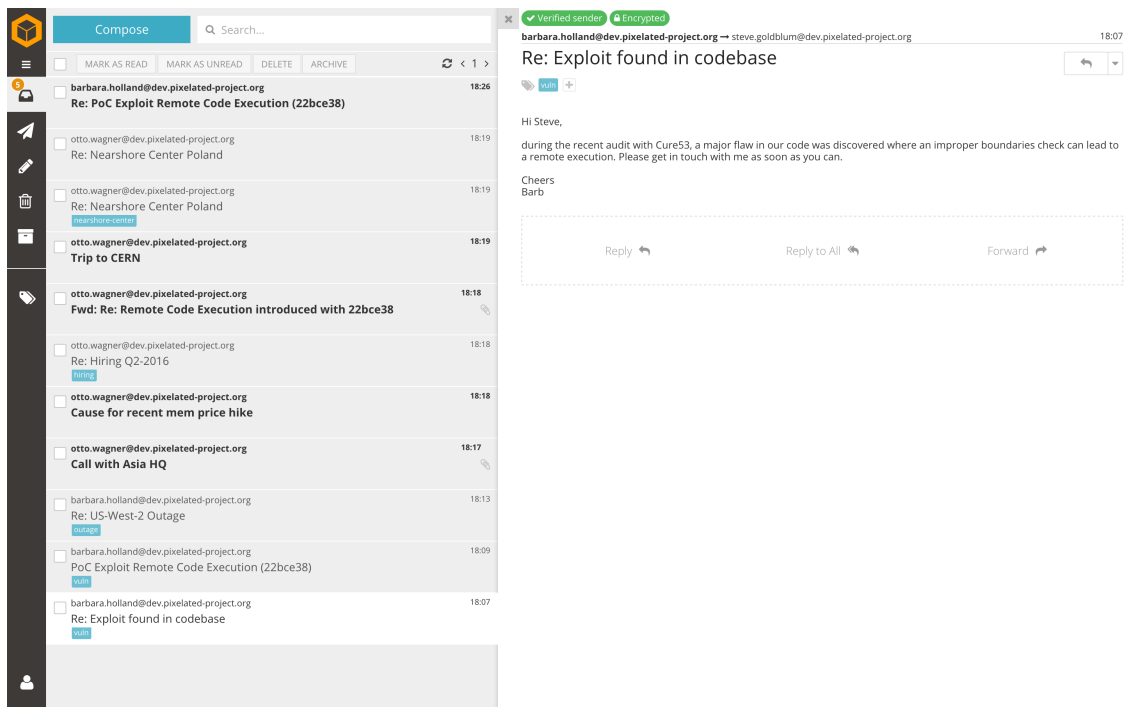 Compose
Search...
MARK AS READ MARK AS UNREAD DELETE ARCHIVE 1
5
barbara.holland@dev.pixelated-project.org 18:26
Re: PoC Exploit Remote Code Execution (22bce38)
otto.wagner@dev.pixelated-project.org 18:19
Re: Nearshore Center Poland
otto.wagner@dev.pixelated-project.org 18:19
Re: Nearshore Center Poland
nearshore-center
otto.wagner@dev.pixelated-project.org 18:19
Trip to CERN
otto.wagner@dev.pixelated-project.org 18:18
Fwd: Re: Remote Code Execution introduced with 22bce38
otto.wagner@dev.pixelated-project.org 18:18
Re: Hiring Q2-2016
hiring
otto.wagner@dev.pixelated-project.org 18:18
Cause for recent mem price hike
otto.wagner@dev.pixelated-project.org 18:17
Call with Asia HQ
barbara.holland@dev.pixelated-project.org 18:13
Re: US-West-2 Outage
outage
barbara.holland@dev.pixelated-project.org 18:09
PoC Exploit Remote Code Execution (22bce38)
vuln
barbara.holland@dev.pixelated-project.org 18:07
Re: Exploit found in codebase
vuln
Verified sender Encrypted
barbara.holland@dev.pixelated-project.org → steve.goldblum@dev.pixelated-project.org 18:07
Re: Exploit found in codebase
vuln +
Hi Steve,
during the recent audit with Cure53, a major flaw in our code was discovered where an improper boundaries check can lead to
a remote execution. Please get in touch with me as soon as you can.
Cheers
Barb
Reply Reply to All Forward